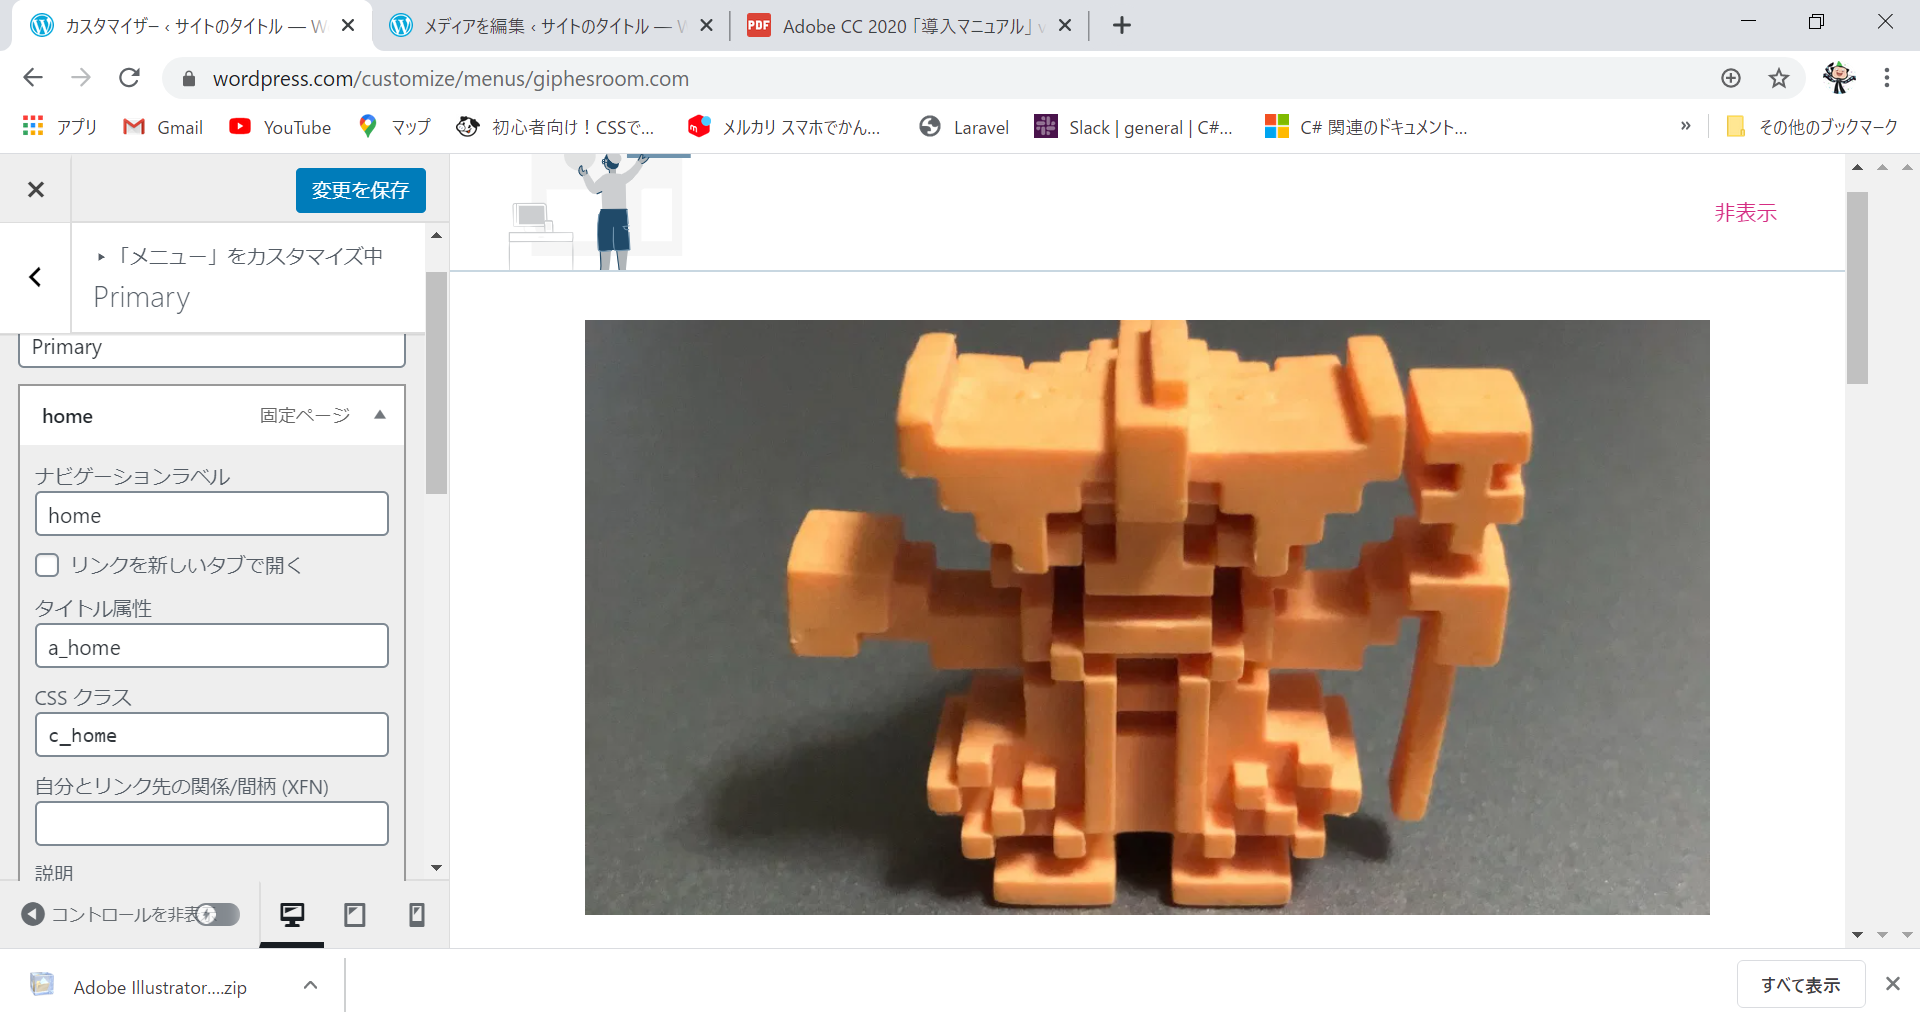 カスタマイザー ‹ サイトのタイトル — W
メディアを編集 ‹ サイトのタイトル — W
PDF
Adobe CC 2020「導入マニュアル」v
wordpress.com/customize/menus/giphesroom.com
アプリ
Gmail
YouTube
マップ
初心者向け！CSSで...
メルカリ スマホでかん...
Laravel
Slack | general | C#...
C# 関連のドキュメント...
»
その他のブックマーク
変更を保存
▸「メニュー」をカスタマイズ中
Primary
Primary
home
固定ページ
ナビゲーションラベル
home
リンクを新しいタブで開く
タイトル属性
a_home
CSS クラス
c_home
自分とリンク先の関係/間柄 (XFN)
説明
コントロールを非表
非表示
Adobe Illustrator....zip
すべて表示